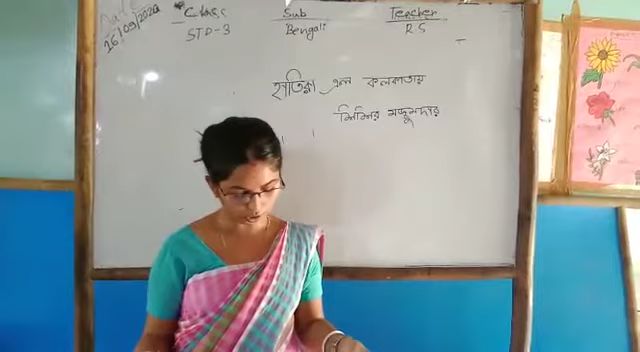 Date
16/09/2020
Class Sub Teacher
STD-3 Bengali R.S
এল কলকাতায়
শিশির মজুমদার